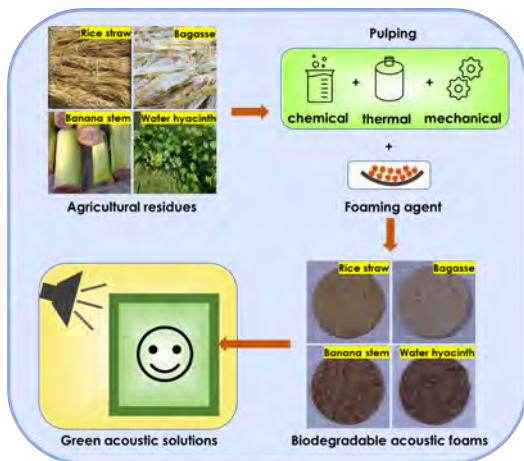 Rice straw
Bagasse
Banana stem
Water hyacinth
Agricultural residues
Pulping
+
+
chemical
thermal
mechanical
+
Foaming agent
Rice straw
Bagasse
Banana stem
Water hyacinth
Biodegradable acoustic foams
Green acoustic solutions